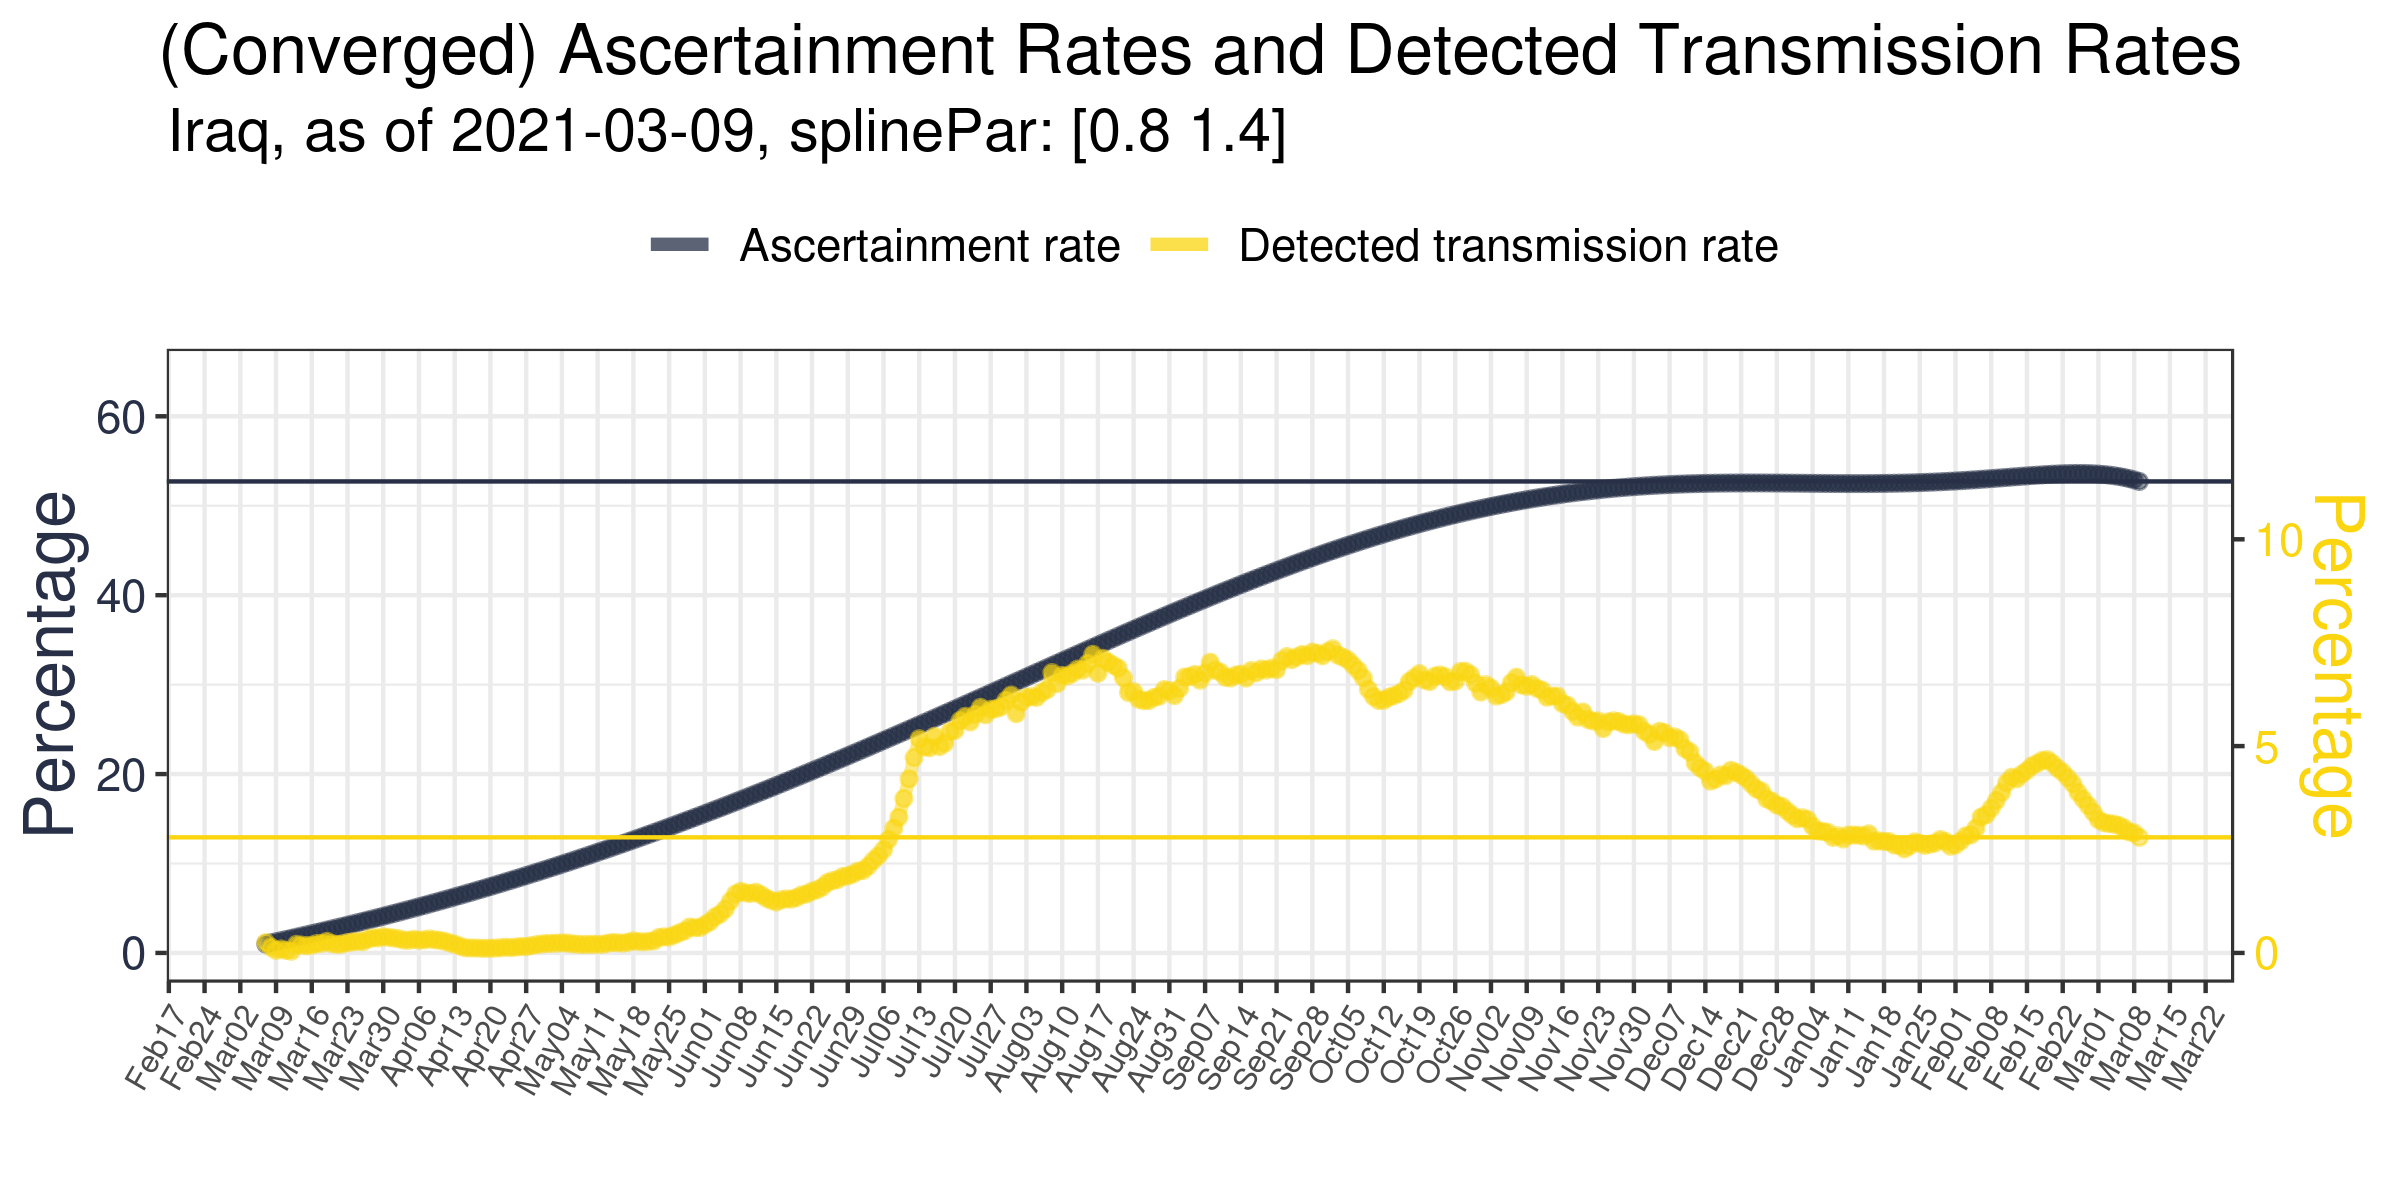 (Converged) Ascertainment Rates and Detected Transmission Rates
Iraq, as of 2021-03-09, splinePar: [0.8 1.4]
Ascertainment rate
Detected transmission rate
Percentage
60
40
20
0
10
5
0
Percentage
Feb17
Feb24
Mar02
Mar09
Mar16
Mar23
Mar30
Apr06
Apr13
Apr20
Apr27
May04
May11
May18
May25
Jun01
Jun08
Jun15
Jun22
Jun29
Jul06
Jul13
Jul20
Jul27
Aug03
Aug10
Aug17
Aug24
Aug31
Sep07
Sep14
Sep21
Sep28
Oct05
Oct12
Oct19
Oct26
Nov02
Nov09
Nov16
Nov23
Nov30
Dec07
Dec14
Dec21
Dec28
Jan04
Jan11
Jan18
Jan25
Feb01
Feb08
Feb15
Feb22
Mar01
Mar08
Mar15
Mar22